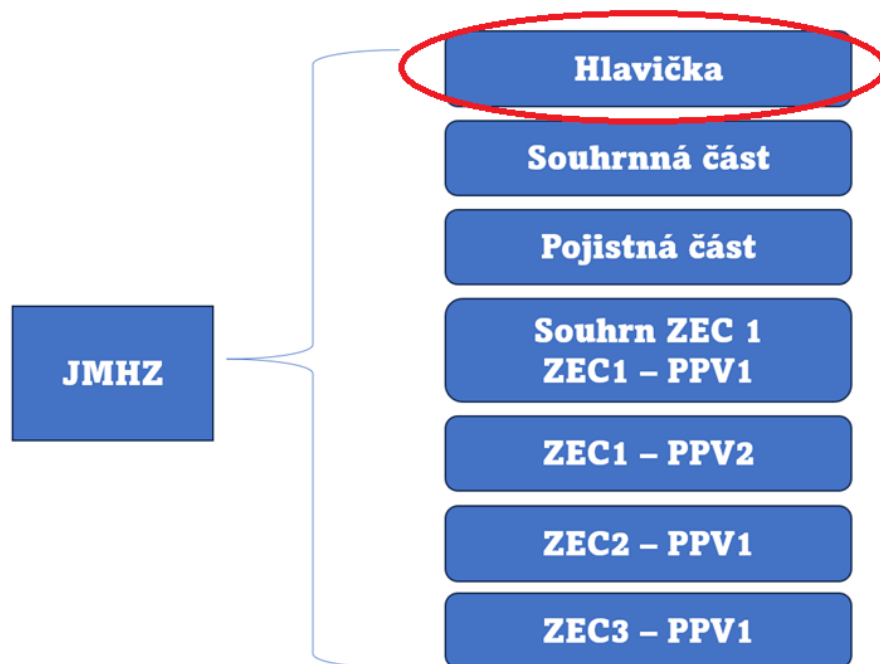 JMHZ
Hlavička
Souhrnná část
Pojistná část
Souhrn ZEC 1
ZEC1 – PPV1
ZEC1 – PPV2
ZEC2 – PPV1
ZEC3 – PPV1